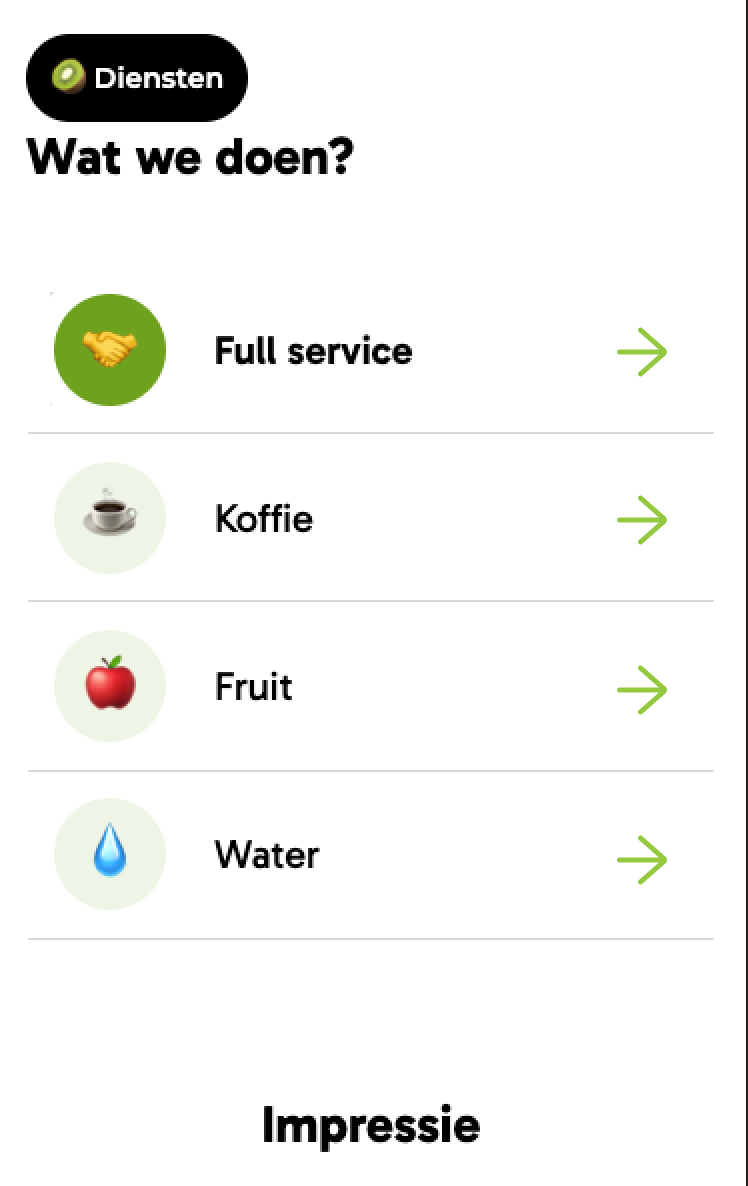 Diensten
Wat we doen?
Full service
Koffie
Fruit
Water
Impressie